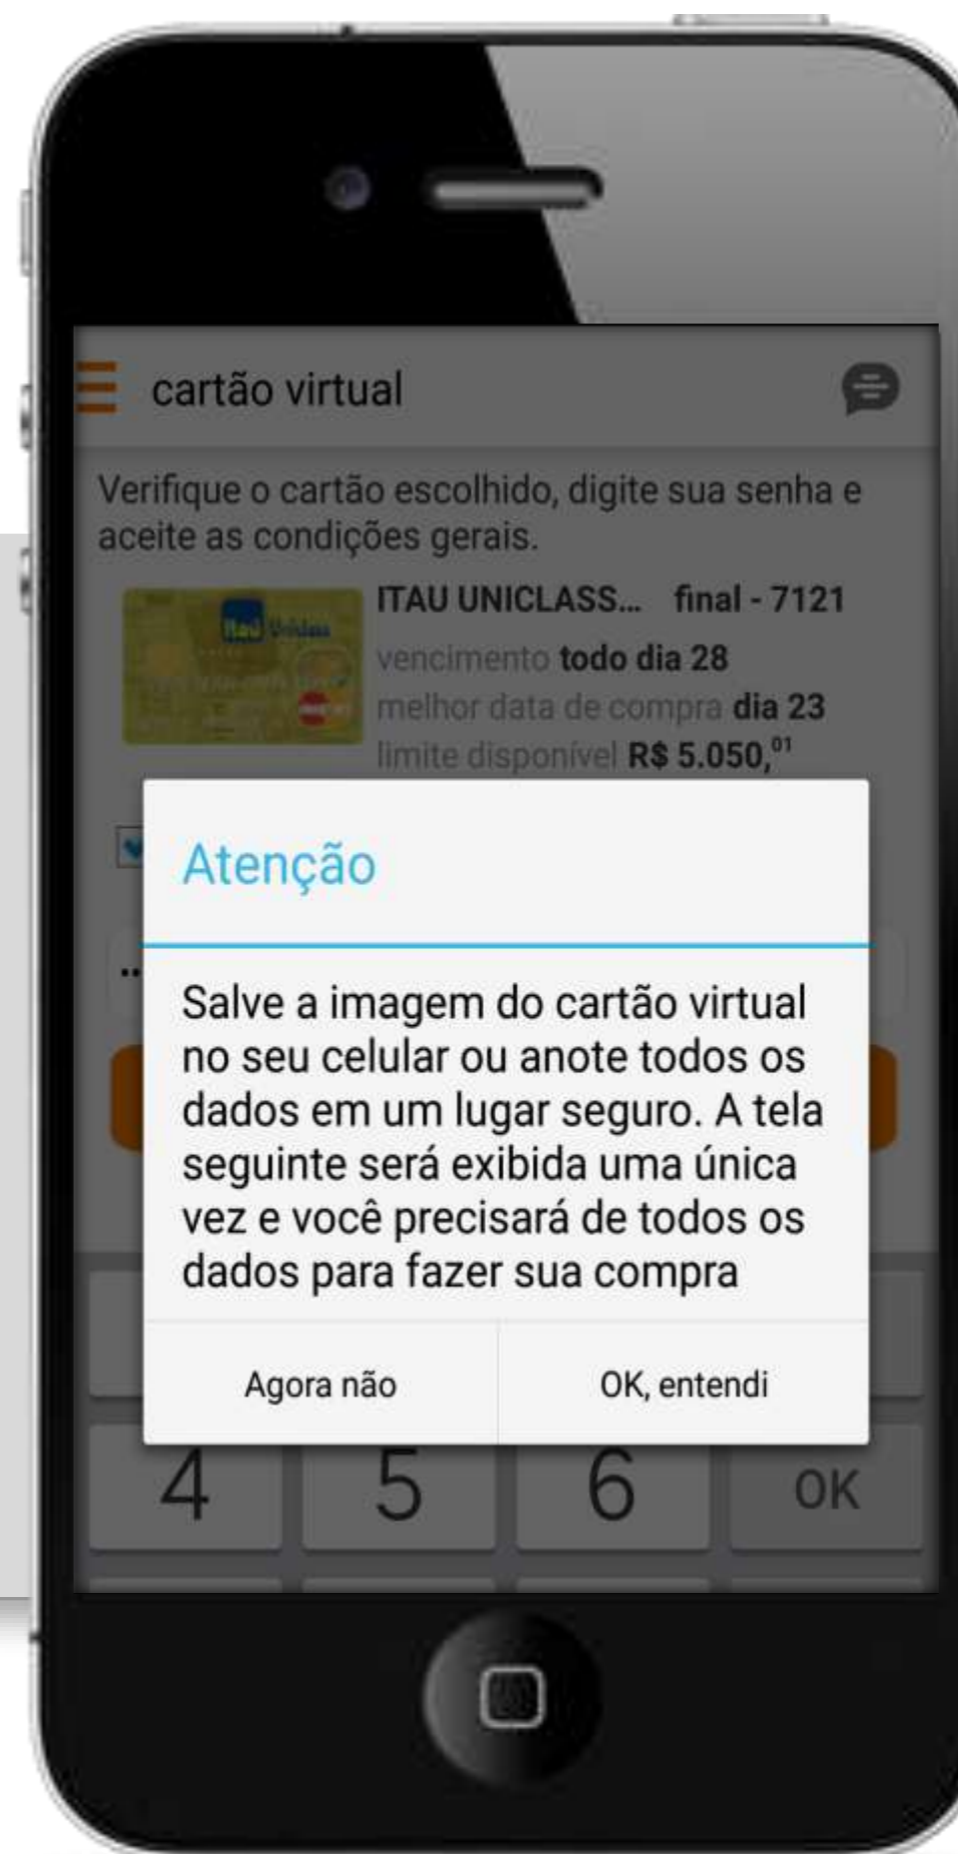 cartão virtual
Verifique o cartão escolhido, digite sua senha e
aceite as condições gerais.
Itaú
ITAU UNICLASS... final - 7121
vencimento todo dia 28
melhor data de compra dia 23
limite disponível R$ 5.050,01
Atenção
Salve a imagem do cartão virtual
no seu celular ou anote todos os
dados em um lugar seguro. A tela
seguinte será exibida uma única
vez e você precisará de todos os
dados para fazer sua compra
Agora não OK, entendi
4 5 6 OK